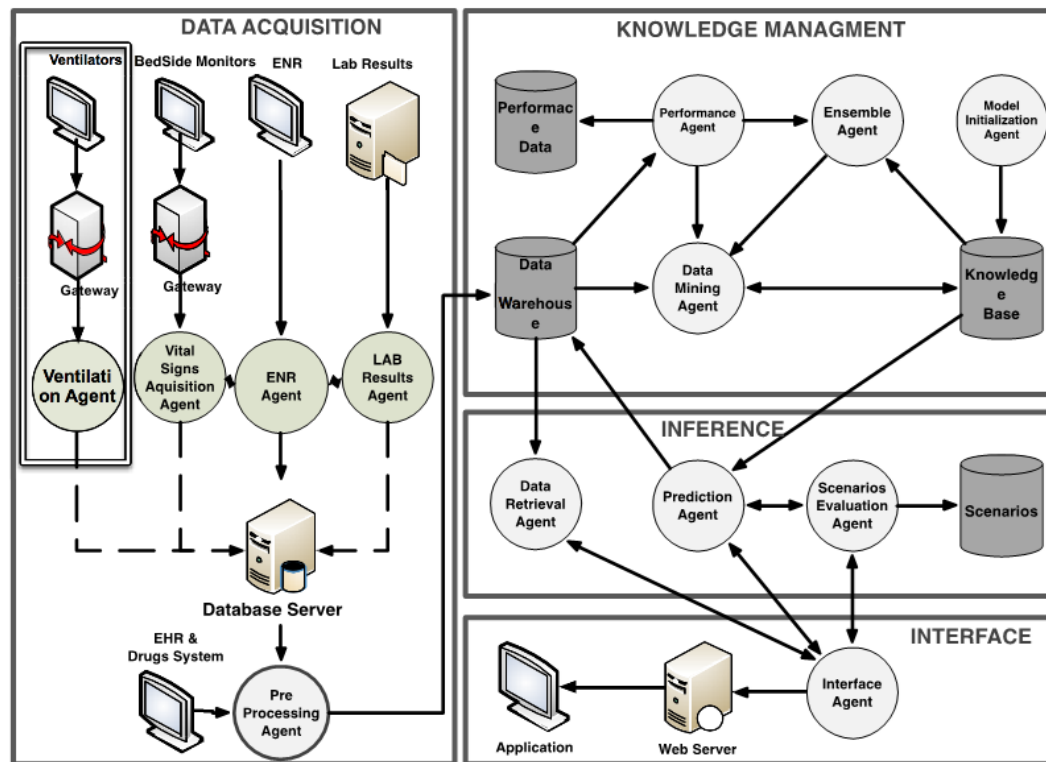 DATA ACQUISITION
Ventilators
BedSide Monitors
ENR
Lab Results
Gateway
Gateway
Ventilati
on Agent
Vital
Signs
Aquisition
Agent
ENR
Agent
LAB
Results
Agent
Database Server
EHR &
Drugs System
Pre
Processing
Agent
KNOWLEDGE MANAGMENT
Performac
e
Data
Performance
Agent
Ensemble
Agent
Model
Initialization
Agent
Data
Warehous
e
Data
Mining
Agent
Knowledg
e
Base
INFERENCE
Data
Retrieval
Agent
Prediction
Agent
Scenarios
Evaluation
Agent
Scenarios
INTERFACE
Application
Web Server
Interface
Agent